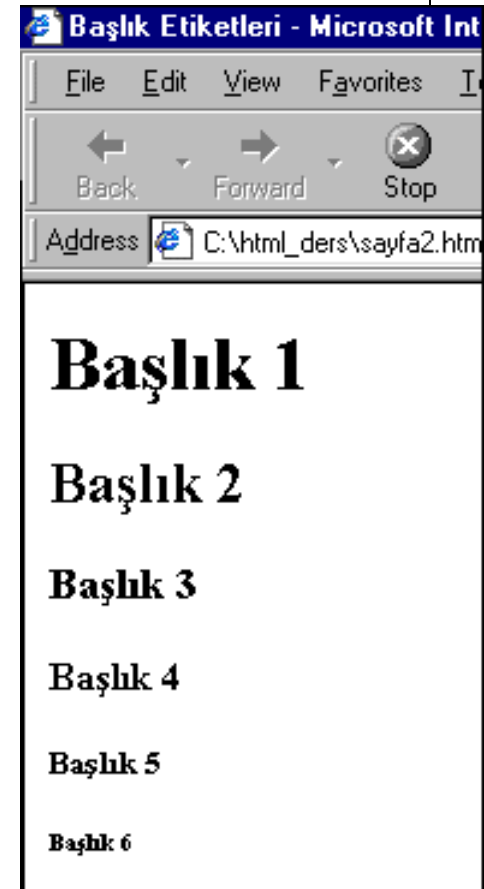 Başlık Etiketleri - Microsoft Int
File Edit View Favorites
Back Forward Stop
Address C:\html_ders\sayfa2.htm
Başlık 1
Başlık 2
Başlık 3
Başlık 4
Başlık 5
Başlık 6